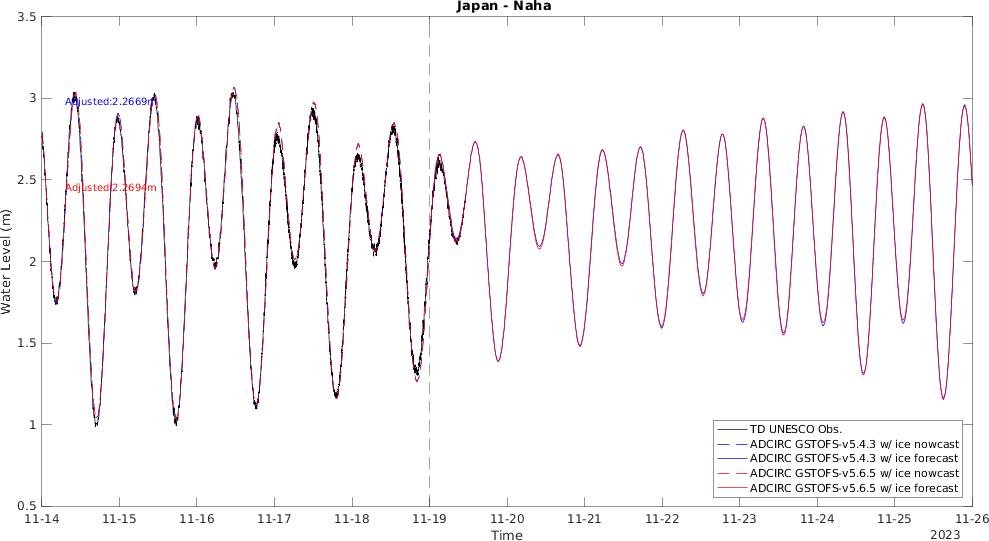 Japan - Naha
Water Level (m)
3.5
3
2.5
2
1.5
1
0.5
Adjusted:2.2669m
Adjusted:2.2694m
TD UNESCO Obs.
ADCIRC GSTOFS-v5.4.3 w/ ice nowcast
ADCIRC GSTOFS-v5.4.3 w/ ice forecast
ADCIRC GSTOFS-v5.6.5 w/ ice nowcast
ADCIRC GSTOFS-v5.6.5 w/ ice forecast
11-14 11-15 11-16 11-17 11-18 11-19 11-20 11-21 11-22 11-23 11-24 11-25 11-26
Time
2023